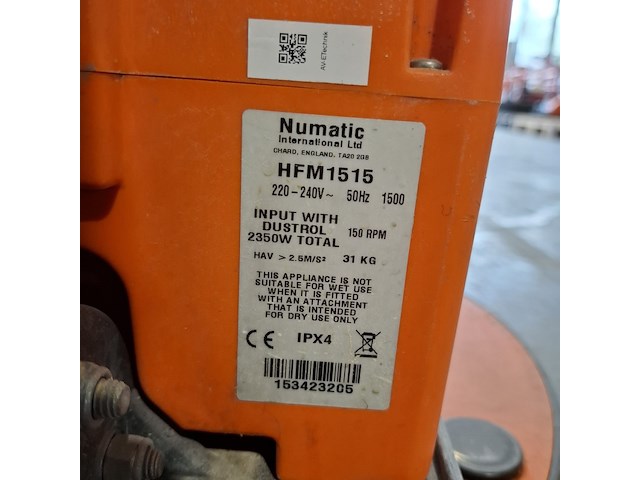 AV-ETechniek
Numatic
International Ltd
CHARD, ENGLAND. TA20 2GB
HFM1515
220-240V~ 50Hz 1500
INPUT WITH
DUSTROL
2350W TOTAL
150 RPM
HAV > 2.5M/S² 31 KG
THIS APPLIANCE IS NOT
SUITABLE FOR WET USE
WHEN IT IS FITTED
WITH AN ATTACHMENT
THAT IS INTENDED
FOR DRY USE ONLY
CE IPX4
153423205